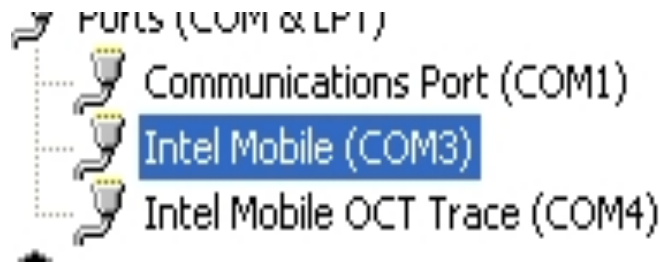 Ports (COM & LPT)
Communications Port (COM1)
Intel Mobile (COM3)
Intel Mobile OCT Trace (COM4)